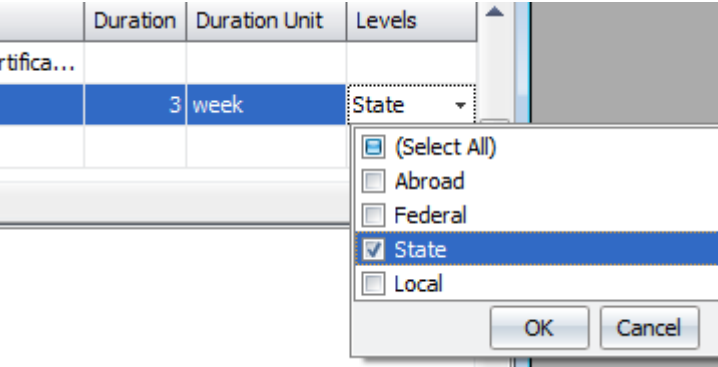 Duration Duration Unit Levels
rtifica...
3 week State
(Select All)
Abroad
Federal
State
Local
OK Cancel